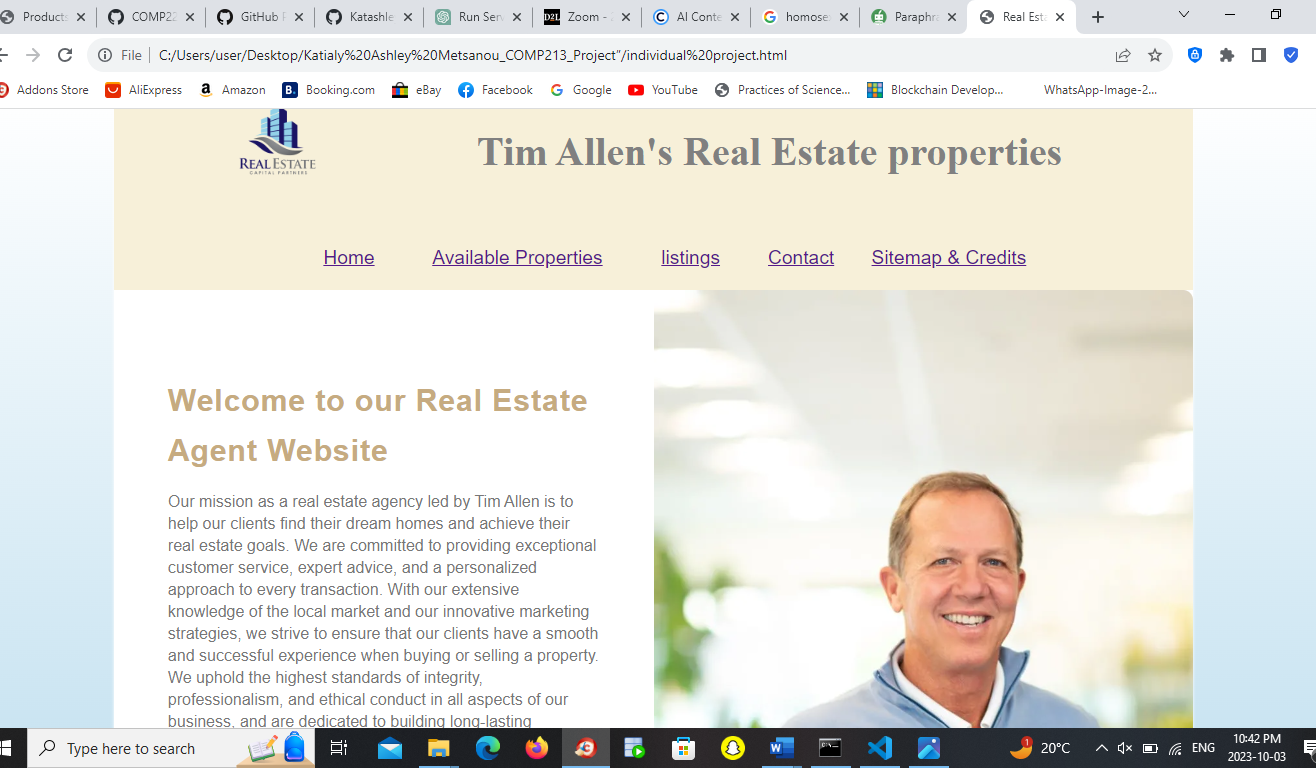 Products
COMP22
GitHub F
Katashle
Run Serv
D2L Zoom - 2
AI Conte
homose
Paraphra
Real Esta
File C:/Users/user/Desktop/Katialy%20Ashley%20Metsanou_COMP213_Project"/individual%20project.html
Addons Store AliExpress Amazon Booking.com eBay Facebook Google YouTube Practices of Science... Blockchain Develop... WhatsApp-Image-2...
REAL ESTATE
CAPITAL PARTNERS
Tim Allen's Real Estate properties
Home Available Properties listings Contact Sitemap & Credits
Welcome to our Real Estate
Agent Website
Our mission as a real estate agency led by Tim Allen is to
help our clients find their dream homes and achieve their
real estate goals. We are committed to providing exceptional
customer service, expert advice, and a personalized
approach to every transaction. With our extensive
knowledge of the local market and our innovative marketing
strategies, we strive to ensure that our clients have a smooth
and successful experience when buying or selling a property.
We uphold the highest standards of integrity,
professionalism, and ethical conduct in all aspects of our
business, and are dedicated to building long-lasting
Type here to search
1
20°C
ENG
10:42 PM
2023-10-03